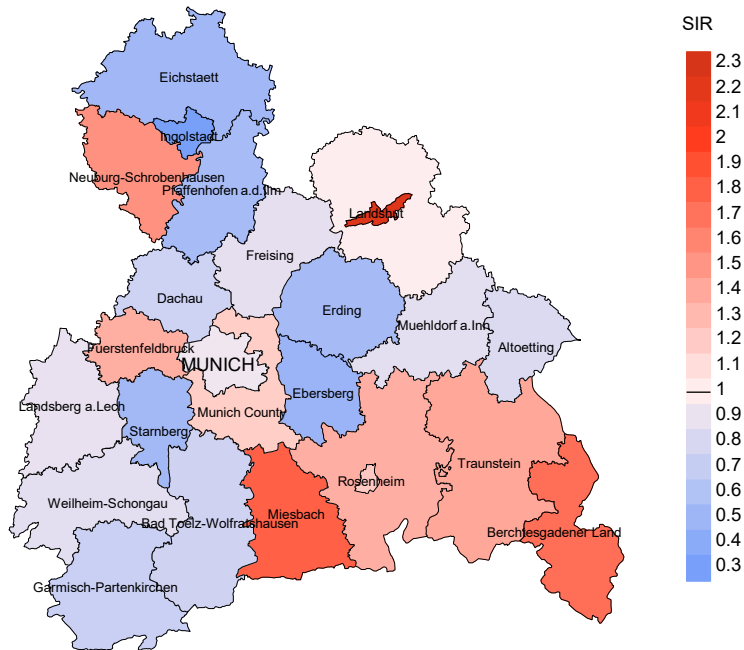 SIR
2.3
2.2
2.1
2
1.9
1.8
1.7
1.6
1.5
1.4
1.3
1.2
1.1
1
0.9
0.8
0.7
0.6
0.5
0.4
0.3
Eichstaett
Ingolstadt
Neuburg-Schrobenhausen
Pfaffenhofen a.d.Ilm
Landshut
Freising
Dachau
Erding
Muehldorf a.Inn
Altoetting
Fuerstenfeldbruck
MUNICH
Ebersberg
Landsberg a.Lech
Munich County
Starnberg
Traunstein
Rosenheim
Weilheim-Schongau
Miesbach
Bad Toelz-Wolfratshausen
Berchtesgadener Land
Garmisch-Partenkirchen